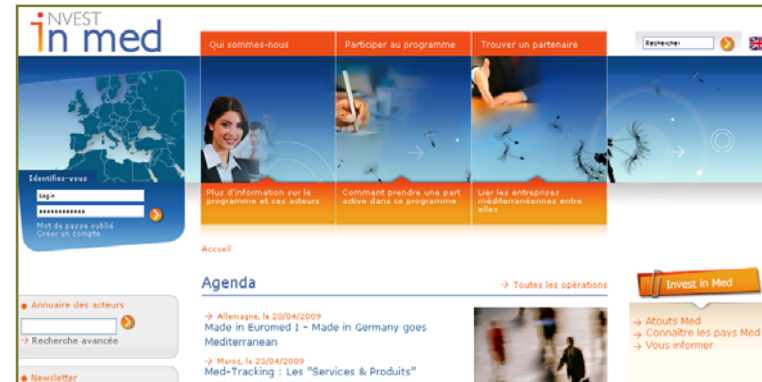 INVEST
in med
Qui sommes-nous
Participer au programme
Trouver un partenaire
Rechercher
Identifiez-vous
Login
Mot de passe oublié
Créer un compte
Plus d'information sur le
programme et ses acteurs
Comment prendre une part
active dans ce programme
Lier les entreprises
méditerranéennes entre
elles
Accueil
Agenda
→ Toutes les opérations
Annuaire des acteurs
→ Recherche avancée
Newsletter
→ Allemagne, le 20/04/2009
Made in Euromed I - Made in Germany goes
Mediterranean
→ Maroc, le 23/04/2009
Med-Tracking : Les "Services & Produits"
Invest in Med
→ Atouts Med
→ Connaître les pays Med
→ Vous informer